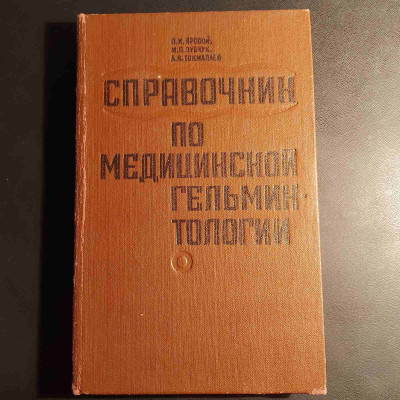 П.И. ЯРОВОЙ,
М.П. ЗУБЧУК,
А.К. ТОКМАЛАЕВ
СПРАВОЧНИК
ПО
МЕДИЦИНСКОЙ
ГЕЛЬМИН-
ТОЛОГИИ